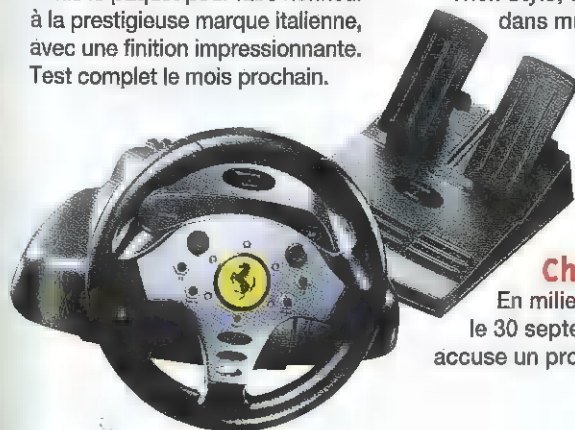 à la prestigieuse marque italienne,
avec une finition impressionnante.
Test complet le mois prochain.
dans m
Ch
En milie
le 30 septe
accuse un pro